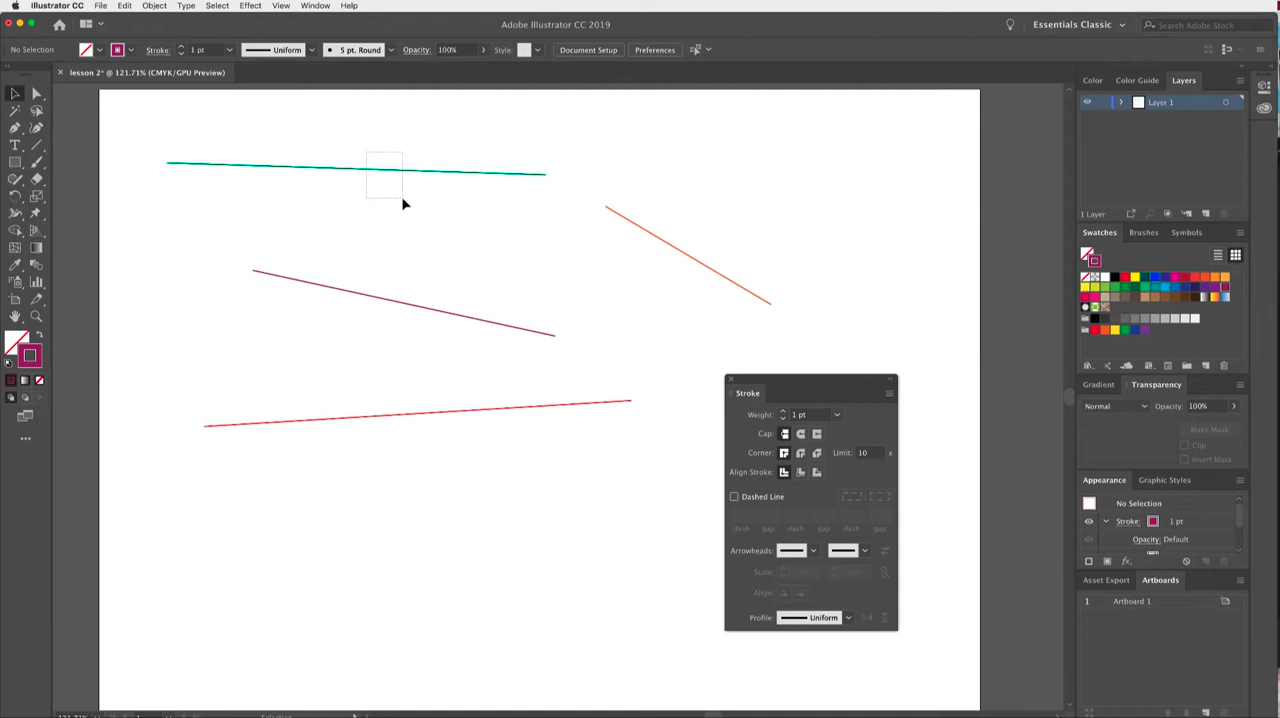 Illustrator CC File Edit Object Type Select Effect View Window Help
Adobe Illustrator CC 2019
Essentials Classic
Search Adobe Stock
No Selection Stroke: 1 pt Uniform 5 pt. Round Opacity: 100% Style: Document Setup Preferences
lesson 2* @ 121.71% (CMYK/GPU Preview)
Color Color Guide Layers
Layer 1
1 Layer
Swatches Brushes Symbols
Gradient Transparency
Normal Opacity: 100%
Make Mask
Clip
Invert Mask
Appearance Graphic Styles
No Selection
Stroke: 1 pt
Opacity: Default
Asset Export Artboards
1 Artboard 1
Stroke
Weight: 1 pt
Cap:
Corner: Limit: 10 x
Align Stroke:
Dashed Line
dash gap dash gap dash gap
Arrowheads:
Scale:
Align:
Profile: Uniform